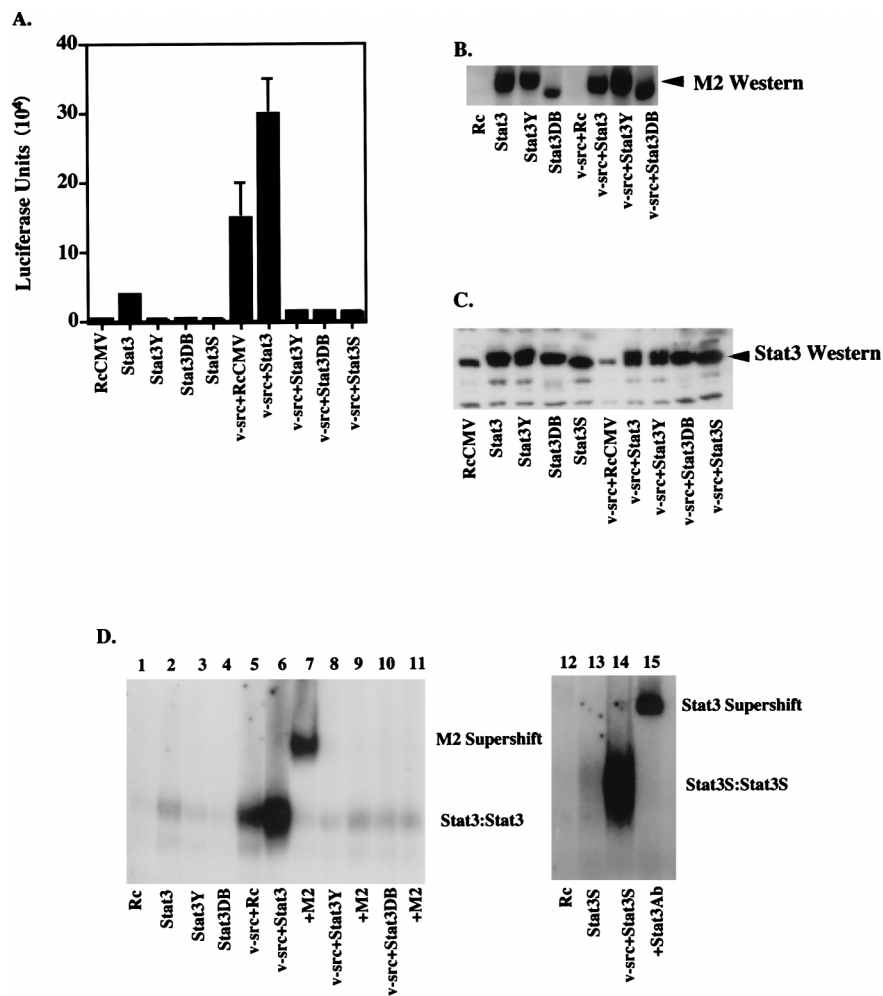 A.
40
30
20
10
0
Luciferase Units (10⁴)
RcCMV
Stat3
Stat3Y
Stat3DB
Stat3S
v-src+RcCMV
v-src+Stat3
v-src+Stat3Y
v-src+Stat3DB
v-src+Stat3S
B.
M2 Western
Rc
Stat3
Stat3Y
Stat3DB
v-src+Rc
v-src+Stat3
v-src+Stat3Y
v-src+Stat3DB
C.
Stat3 Western
RcCMV
Stat3
Stat3Y
Stat3DB
Stat3S
v-src+RcCMV
v-src+Stat3
v-src+Stat3Y
v-src+Stat3DB
v-src+Stat3S
D.
1 2 3 4 5 6 7 8 9 10 11
M2 Supershift
Stat3:Stat3
Rc
Stat3
Stat3Y
Stat3DB
v-src+Rc
v-src+Stat3
+M2
v-src+Stat3Y
+M2
v-src+Stat3DB
+M2
12 13 14 15
Stat3 Supershift
Stat3S:Stat3S
Rc
Stat3S
v-src+Stat3S
+Stat3Ab